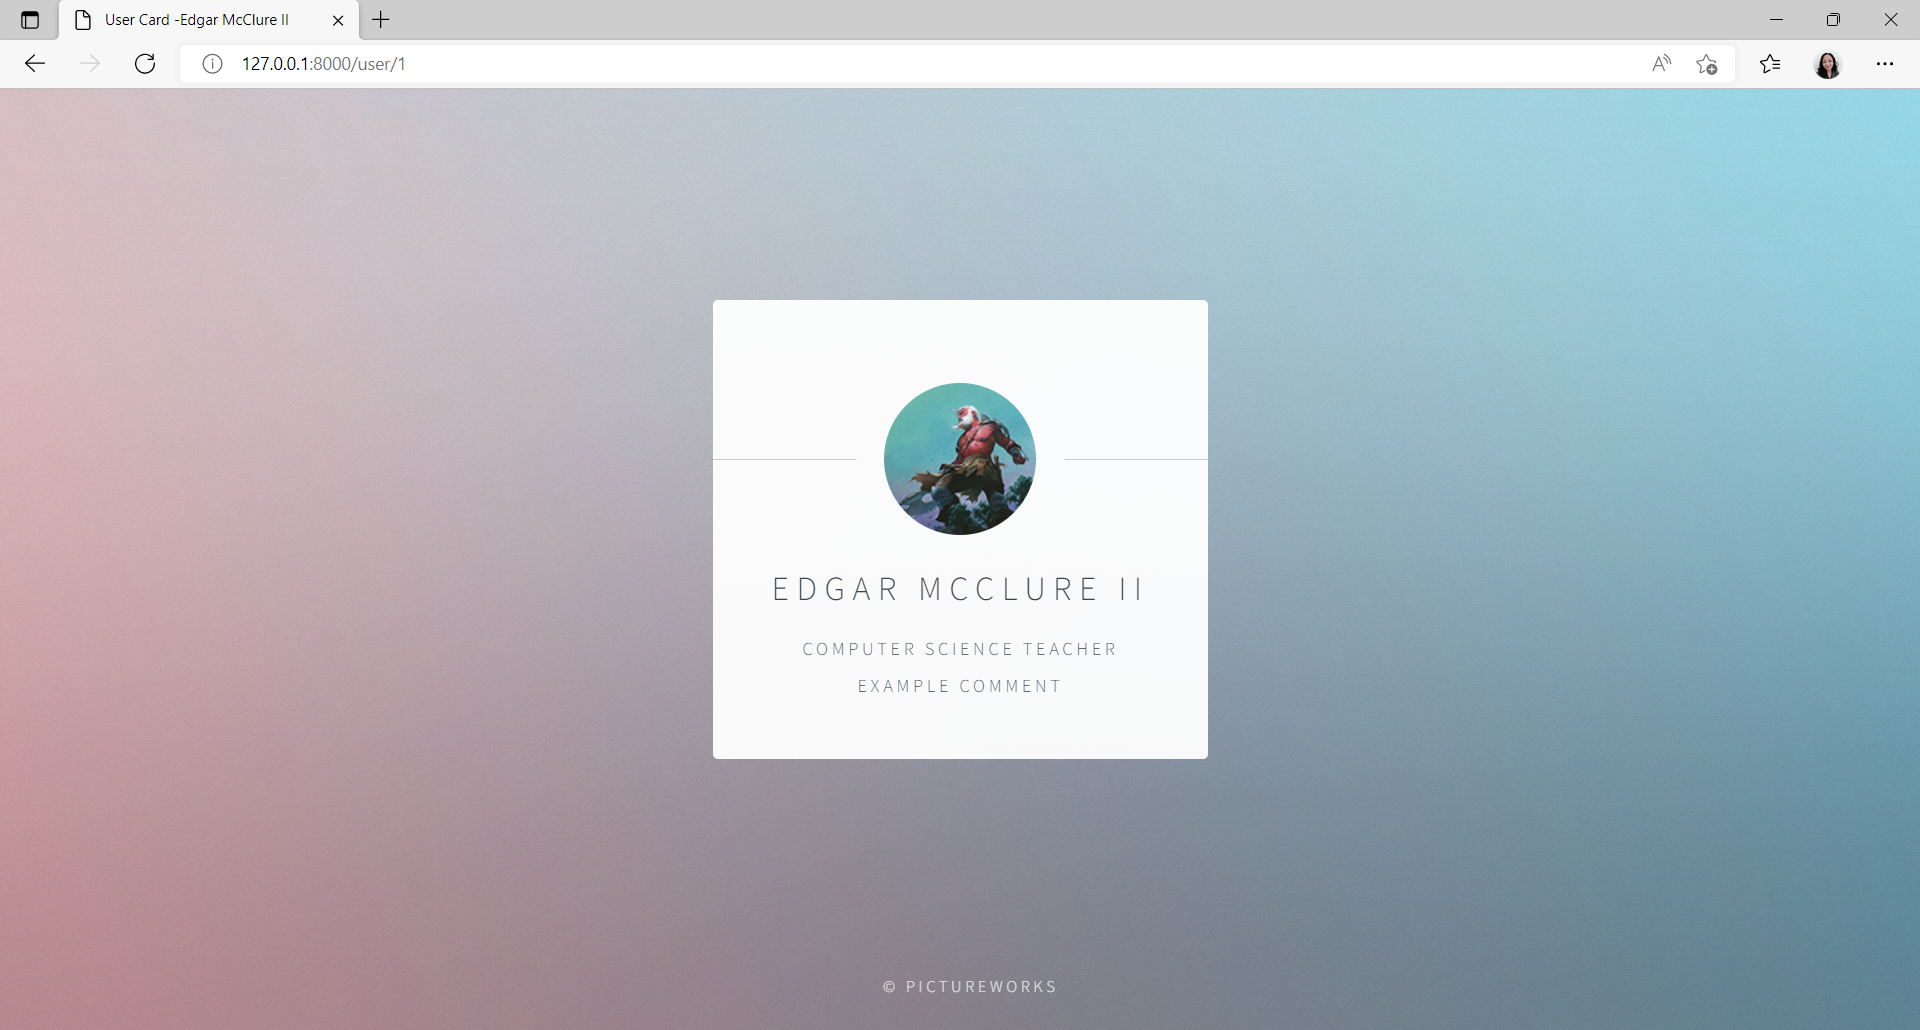 User Card -Edgar McClure II
127.0.0.1:8000/user/1
EDGAR MCCLURE II
COMPUTER SCIENCE TEACHER
EXAMPLE COMMENT
© PICTUREWORKS